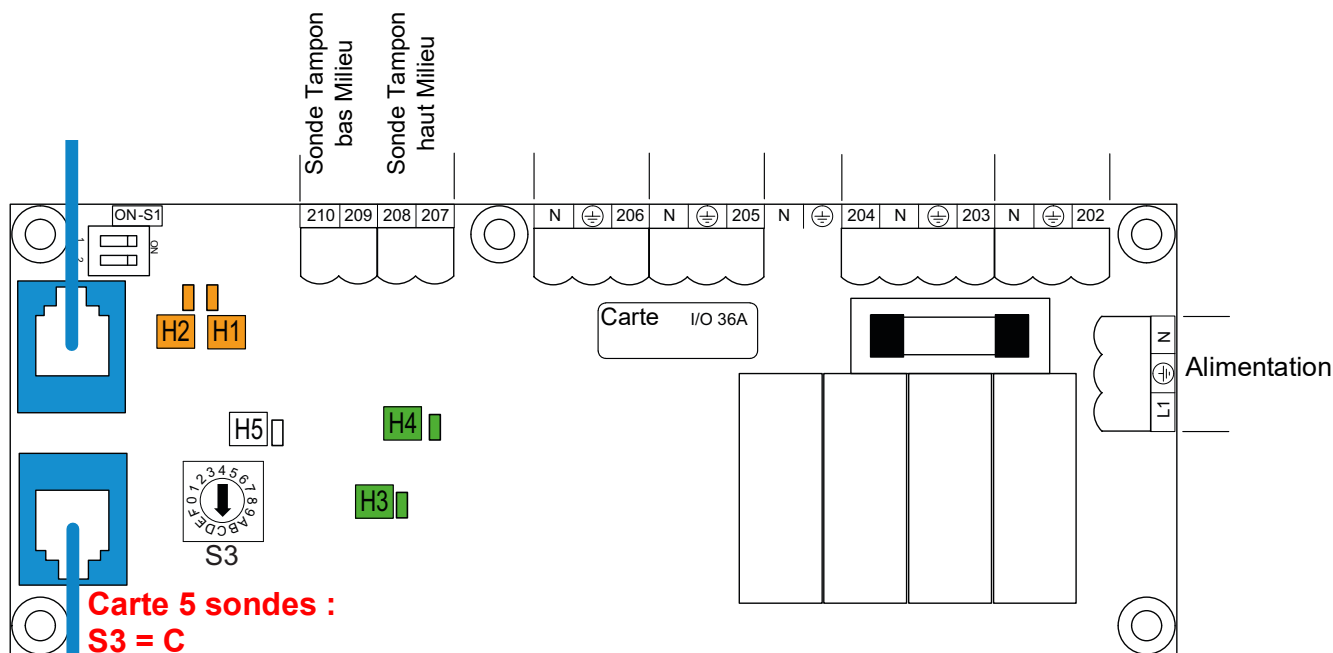 Sonde Tampon
bas Milieu
Sonde Tampon
haut Milieu
ON-S1
1
2
ON
210 209 208 207
N 206 N 205 N 204 N 203 N 202
H2 H1
Carte I/O 36A
N
L1
Alimentation
H5
H4
H3
0123456789ABCDEF
S3
Carte 5 sondes :
S3 = C